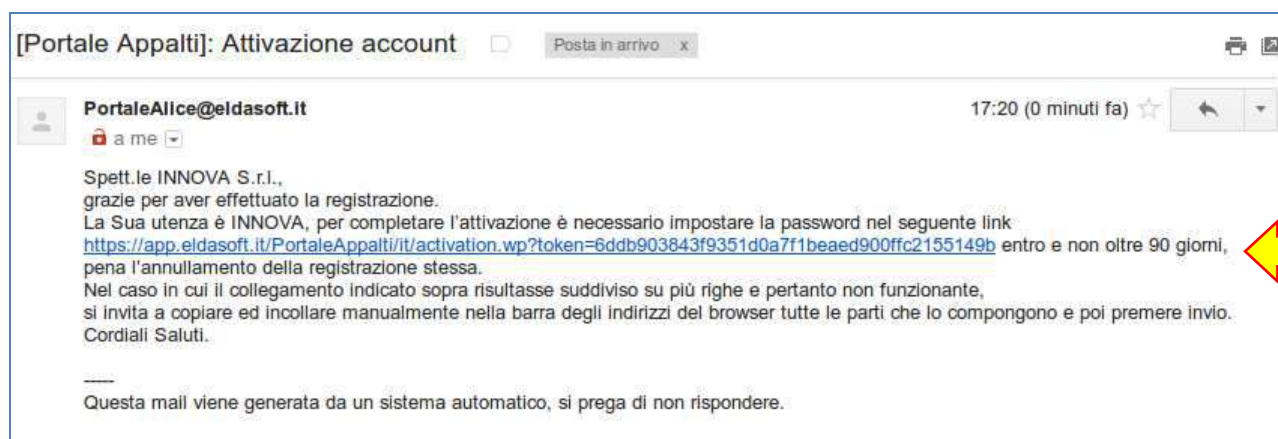 [Portale Appalti]: Attivazione account Posta in arrivo x
PortaleAlice@eldasoft.it 17:20 (0 minuti fa)
a me
Spett.le INNOVA S.r.l.,
grazie per aver effettuato la registrazione.
La Sua utenza è INNOVA, per completare l'attivazione è necessario impostare la password nel seguente link
https://app.eldasoft.it/PortaleAppalti/it/activation.wp?token=6ddb903843f9351d0a7f1beaed900ffc2155149b entro e non oltre 90 giorni,
pena l'annullamento della registrazione stessa.
Nel caso in cui il collegamento indicato sopra risultasse suddiviso su più righe e pertanto non funzionante,
si invita a copiare ed incollare manualmente nella barra degli indirizzi del browser tutte le parti che lo compongono e poi premere invio.
Cordiali Saluti.
-----
Questa mail viene generata da un sistema automatico, si prega di non rispondere.